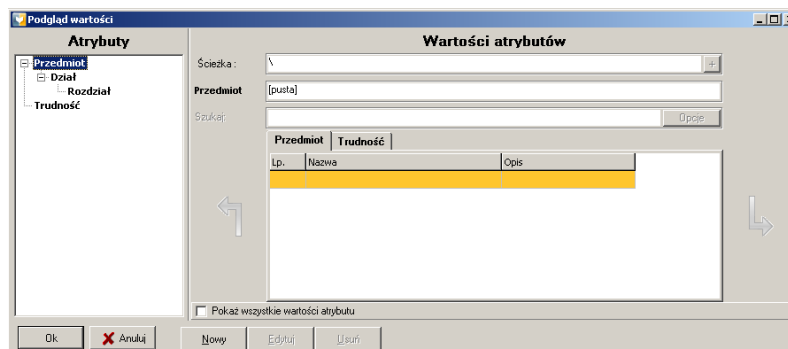 Podgląd wartości
Atrybuty
Przedmiot
Dział
Rozdział
Trudność
Wartości atrybutów
Ścieżka :
\
+
Przedmiot
[pusta]
Szukaj:
Opcje
Przedmiot Trudność
Lp. Nazwa Opis
Pokaż wszystkie wartości atrybutu
Ok Anuluj Nowy Edytuj Usuń